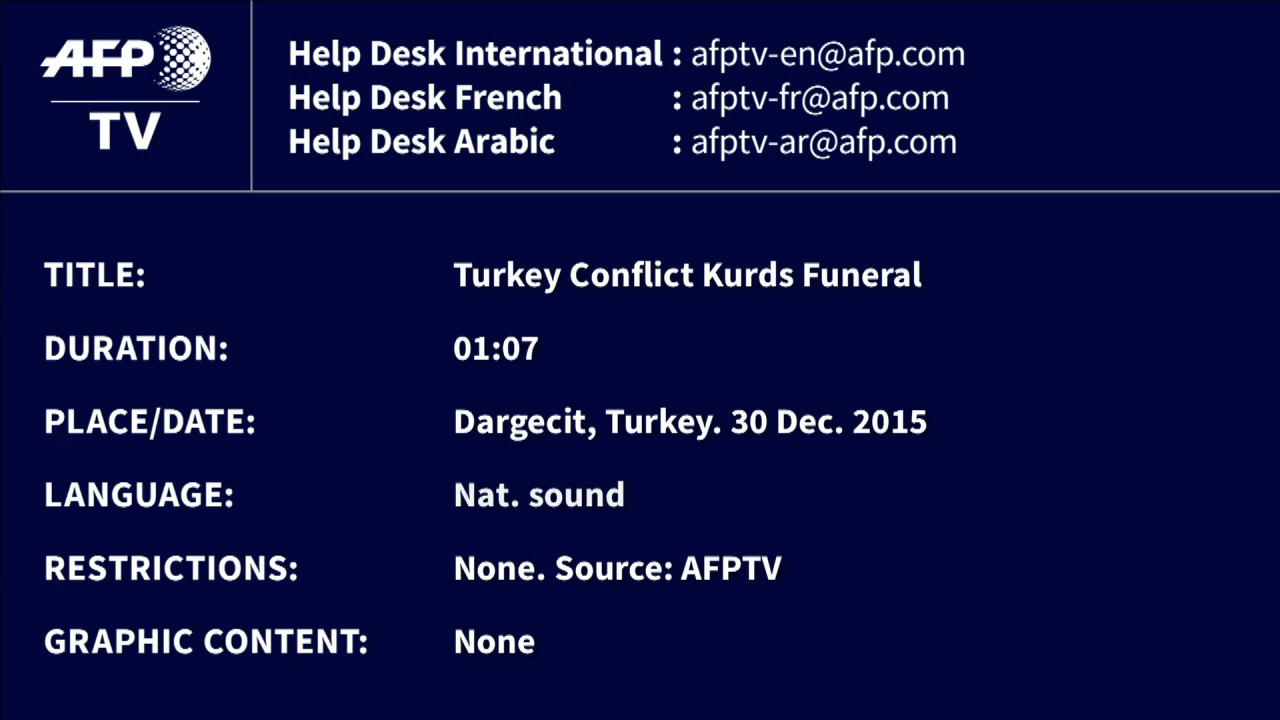 AFP
TV
Help Desk International : afptv-en@afp.com
Help Desk French : afptv-fr@afp.com
Help Desk Arabic : afptv-ar@afp.com
TITLE: Turkey Conflict Kurds Funeral
DURATION: 01:07
PLACE/DATE: Dargecit, Turkey. 30 Dec. 2015
LANGUAGE: Nat. sound
RESTRICTIONS: None. Source: AFPTV
GRAPHIC CONTENT: None